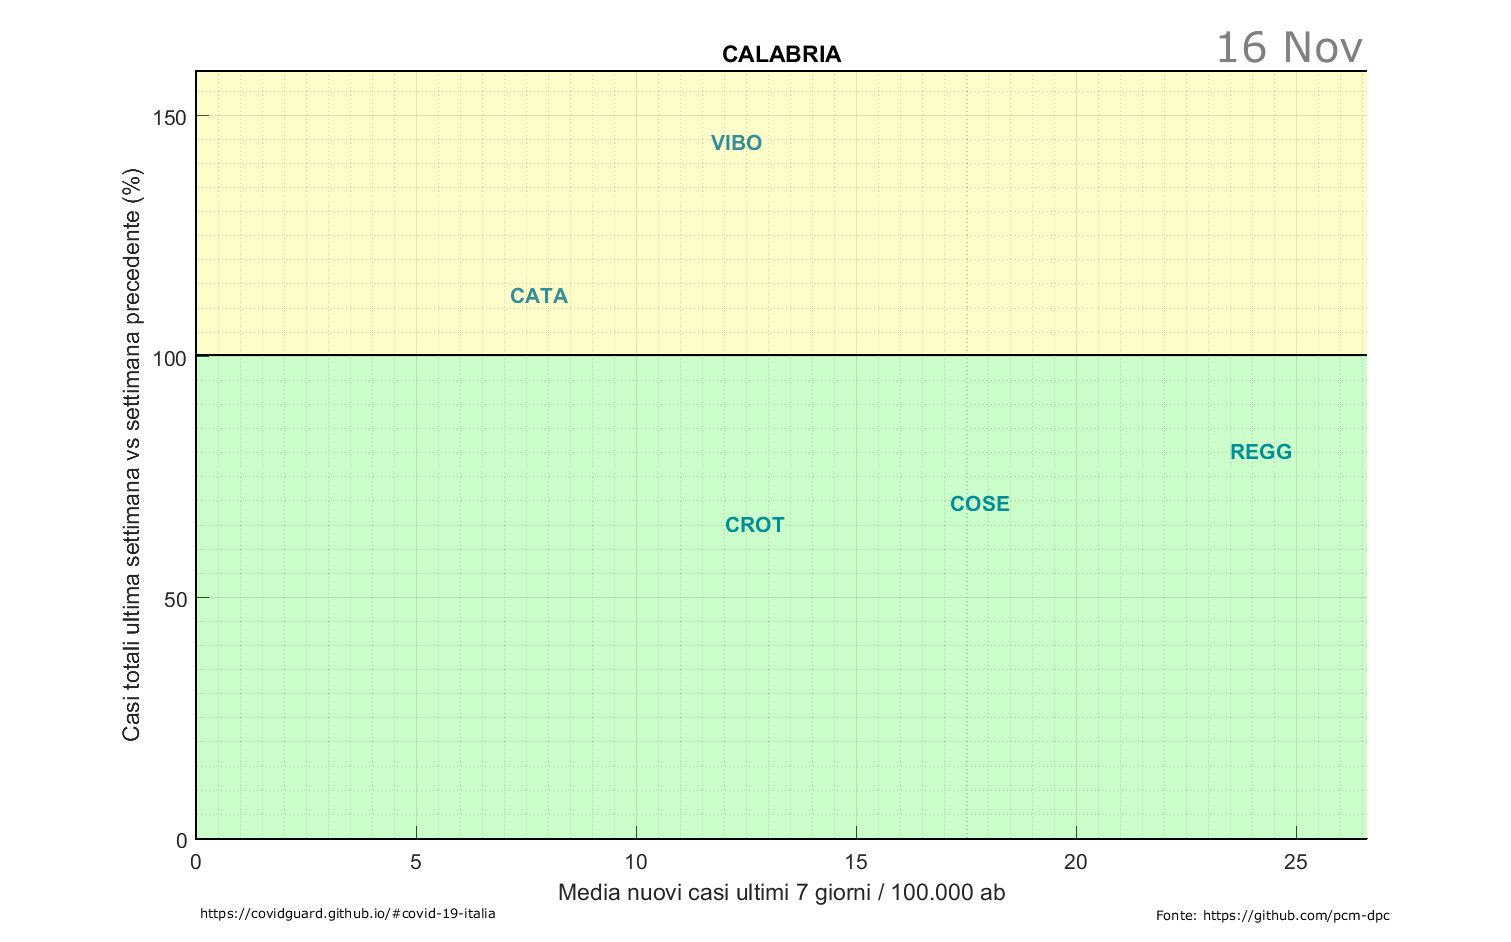 CALABRIA
16 Nov
150
VIBO
CATA
100
REGG
COSE
CROT
50
0
Casi totali ultima settimana vs settimana precedente (%)
0 5 10 15 20 25
Media nuovi casi ultimi 7 giorni / 100.000 ab
https://covidguard.github.io/#covid-19-italia
Fonte: https://github.com/pcm-dpc